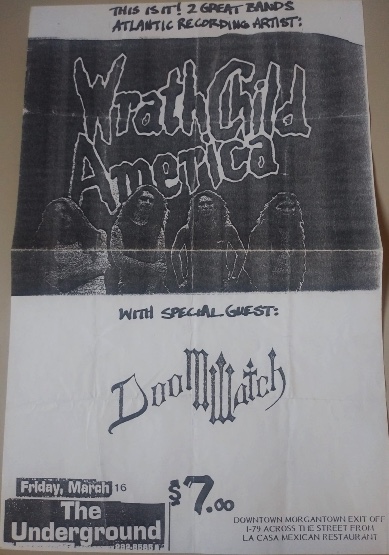 THIS IS IT! 2 GREAT BANDS
ATLANTIC RECORDING ARTIST:
Wrath Child
America
WITH SPECIAL GUEST:
DooMWatch
Friday, March 16
The
Underground
$7.00
DOWNTOWN MORGANTOWN EXIT OFF
I-79 ACROSS THE STREET FROM
LA CASA MEXICAN RESTAURANT